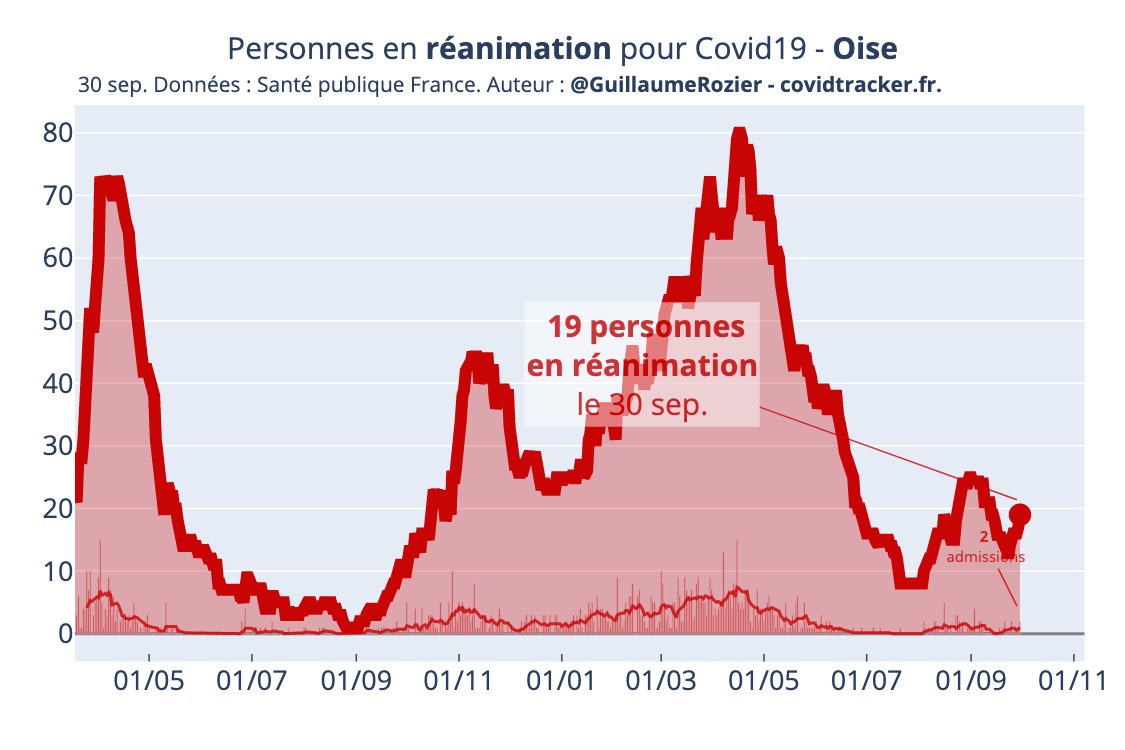 Personnes en réanimation pour Covid19 - Oise
30 sep. Données : Santé publique France. Auteur : @GuillaumeRozier - covidtracker.fr.
80
70
60
50
40
30
20
10
0
19 personnes
en réanimation
le 30 sep.
2
admissions
01/05 01/07 01/09 01/11 01/01 01/03 01/05 01/07 01/09 01/11